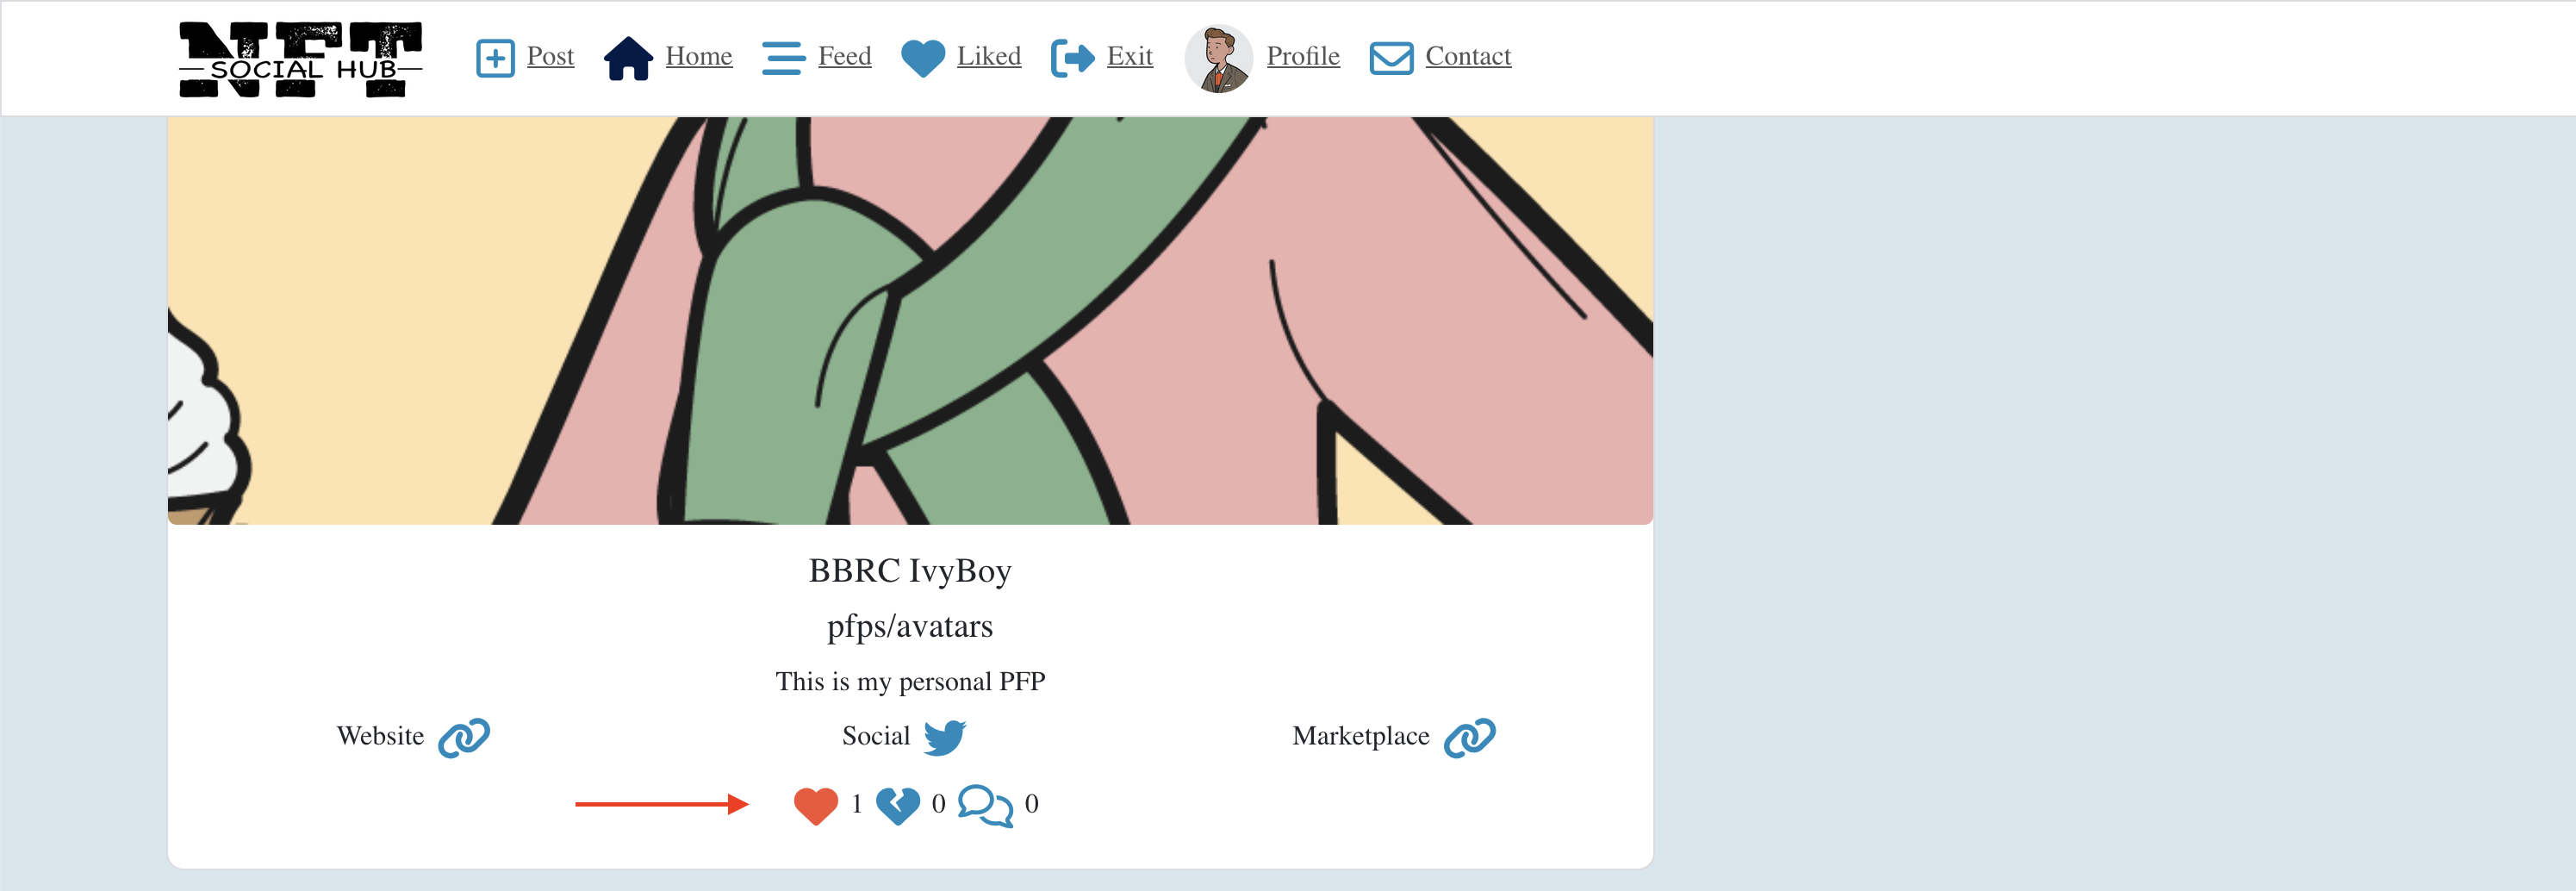 NFT
SOCIAL HUB
Post Home Feed Liked Exit Profile Contact
BBRC IvyBoy
pfps/avatars
This is my personal PFP
Website Social Marketplace
1 0 0